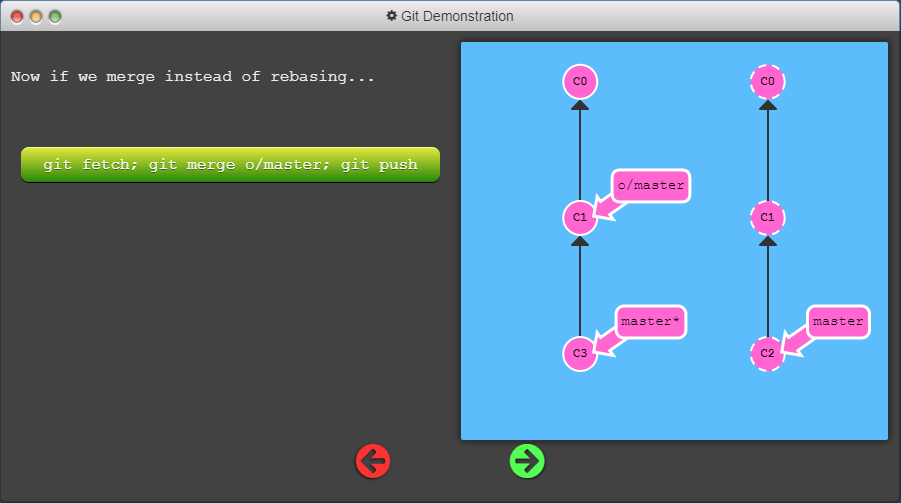 Git Demonstration
Now if we merge instead of rebasing...
git fetch; git merge o/master; git push
C0
C0
o/master
C1
C1
master*
master
C3
C2